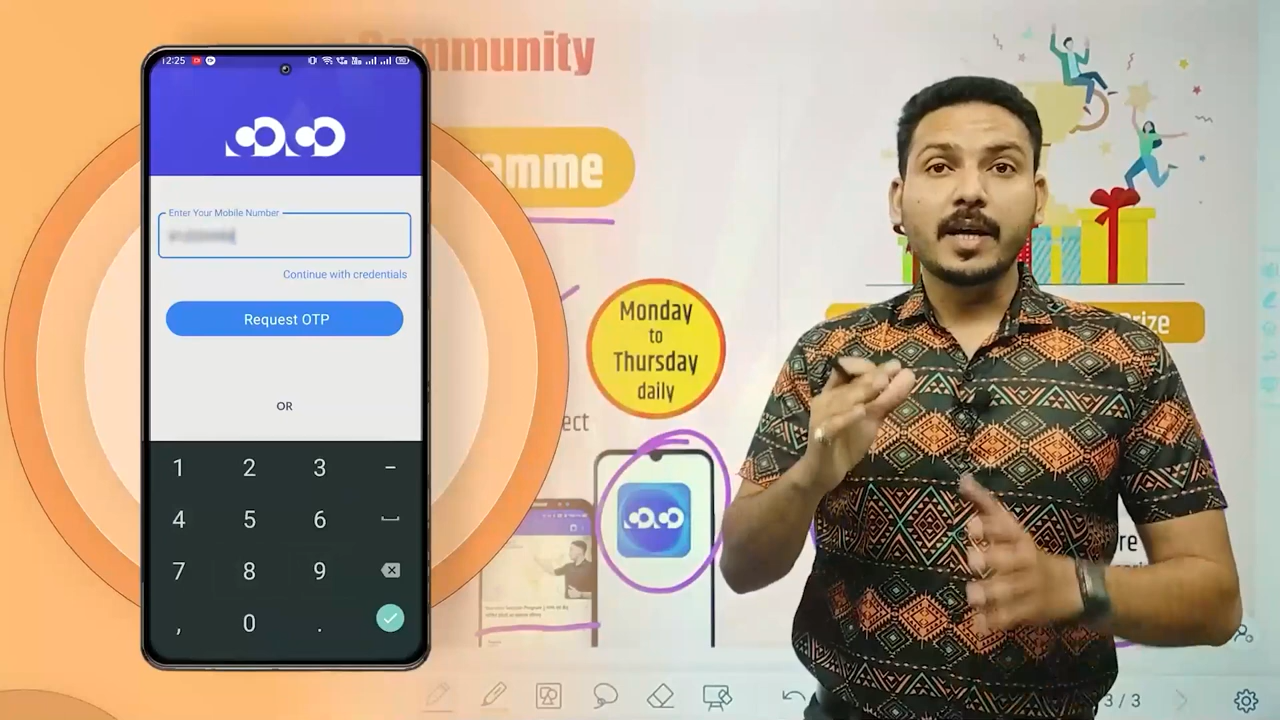 Community
amme
12:25
Enter Your Mobile Number
Continue with credentials
Request OTP
OR
1 2 3 -
4 5 6
7 8 9
, 0 .
Monday
to
Thursday
daily
ect
Prize
re
3 / 3